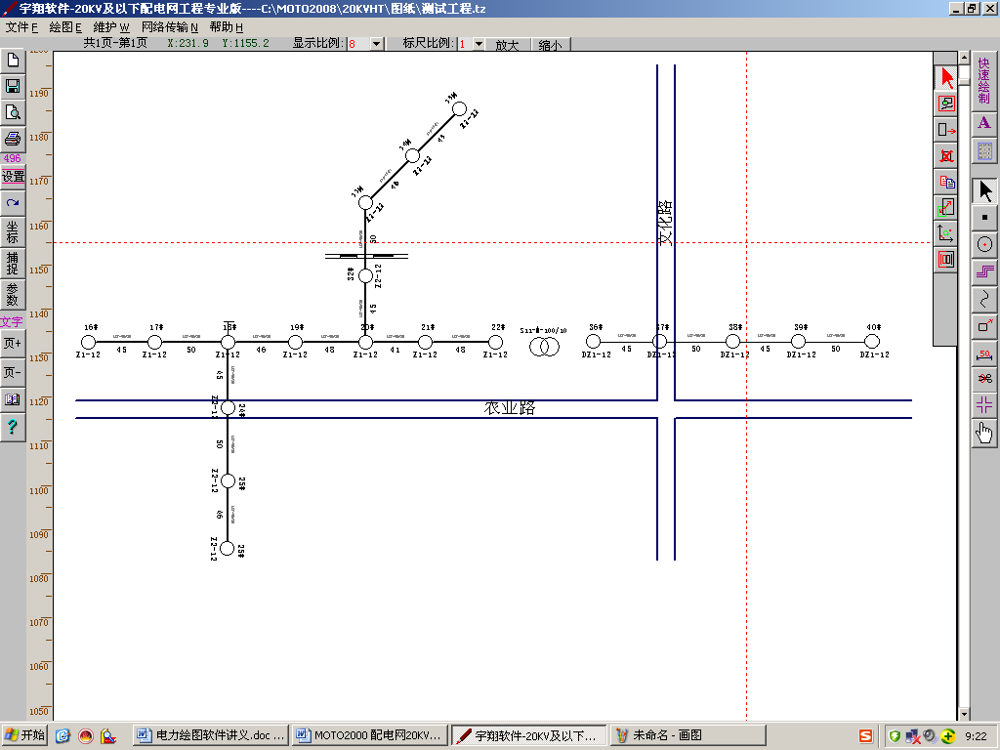 宇翔软件-20KV及以下配电网工程专业版----C:\MOTO2008\20KVHT\图纸\测试工程.tz
文件F 绘图E 维护W 网络传输N 帮助H
共1页-第1页 X:231.9 Y:1155.2 显示比例: 8 标尺比例: 1 放大 缩小
496
设置
坐标
捕捉
参数
文字
页+
页-
?
1190
1180
1170
1160
1150
1140
1130
1120
1110
1100
1090
1080
1070
1060
1050
快速绘制
A
50
35#
Z2-22
45
34#
Z2-22
48
33#
Z2-22
50
32#
Z2-12
45
16# 17# 18# 19# 20# 21# 22#
45 50 46 48 41 48
Z1-12 Z1-12 Z1-12 Z1-12 Z1-12 Z1-12 Z1-12
S11-M-100/10
36# 37# 38# 39# 40#
45 50 45 50
DZ1-12 DZ1-12 DZ1-12 DZ1-12 DZ1-12
文化路
农业路
45
Z2-12
24#
50
Z2-12
25#
46
Z2-12
25#
开始
电力绘图软件讲义.doc ...
MOTO2000 配电网20KV...
宇翔软件-20KV及以下...
未命名 - 画图
S
9:22